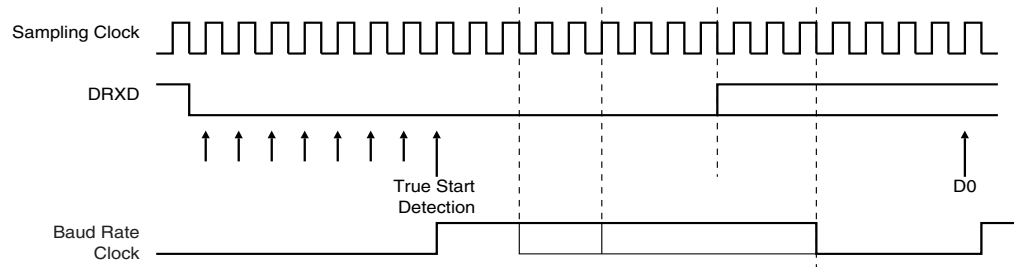 Sampling Clock
DRXD
True Start
Detection
D0
Baud Rate
Clock